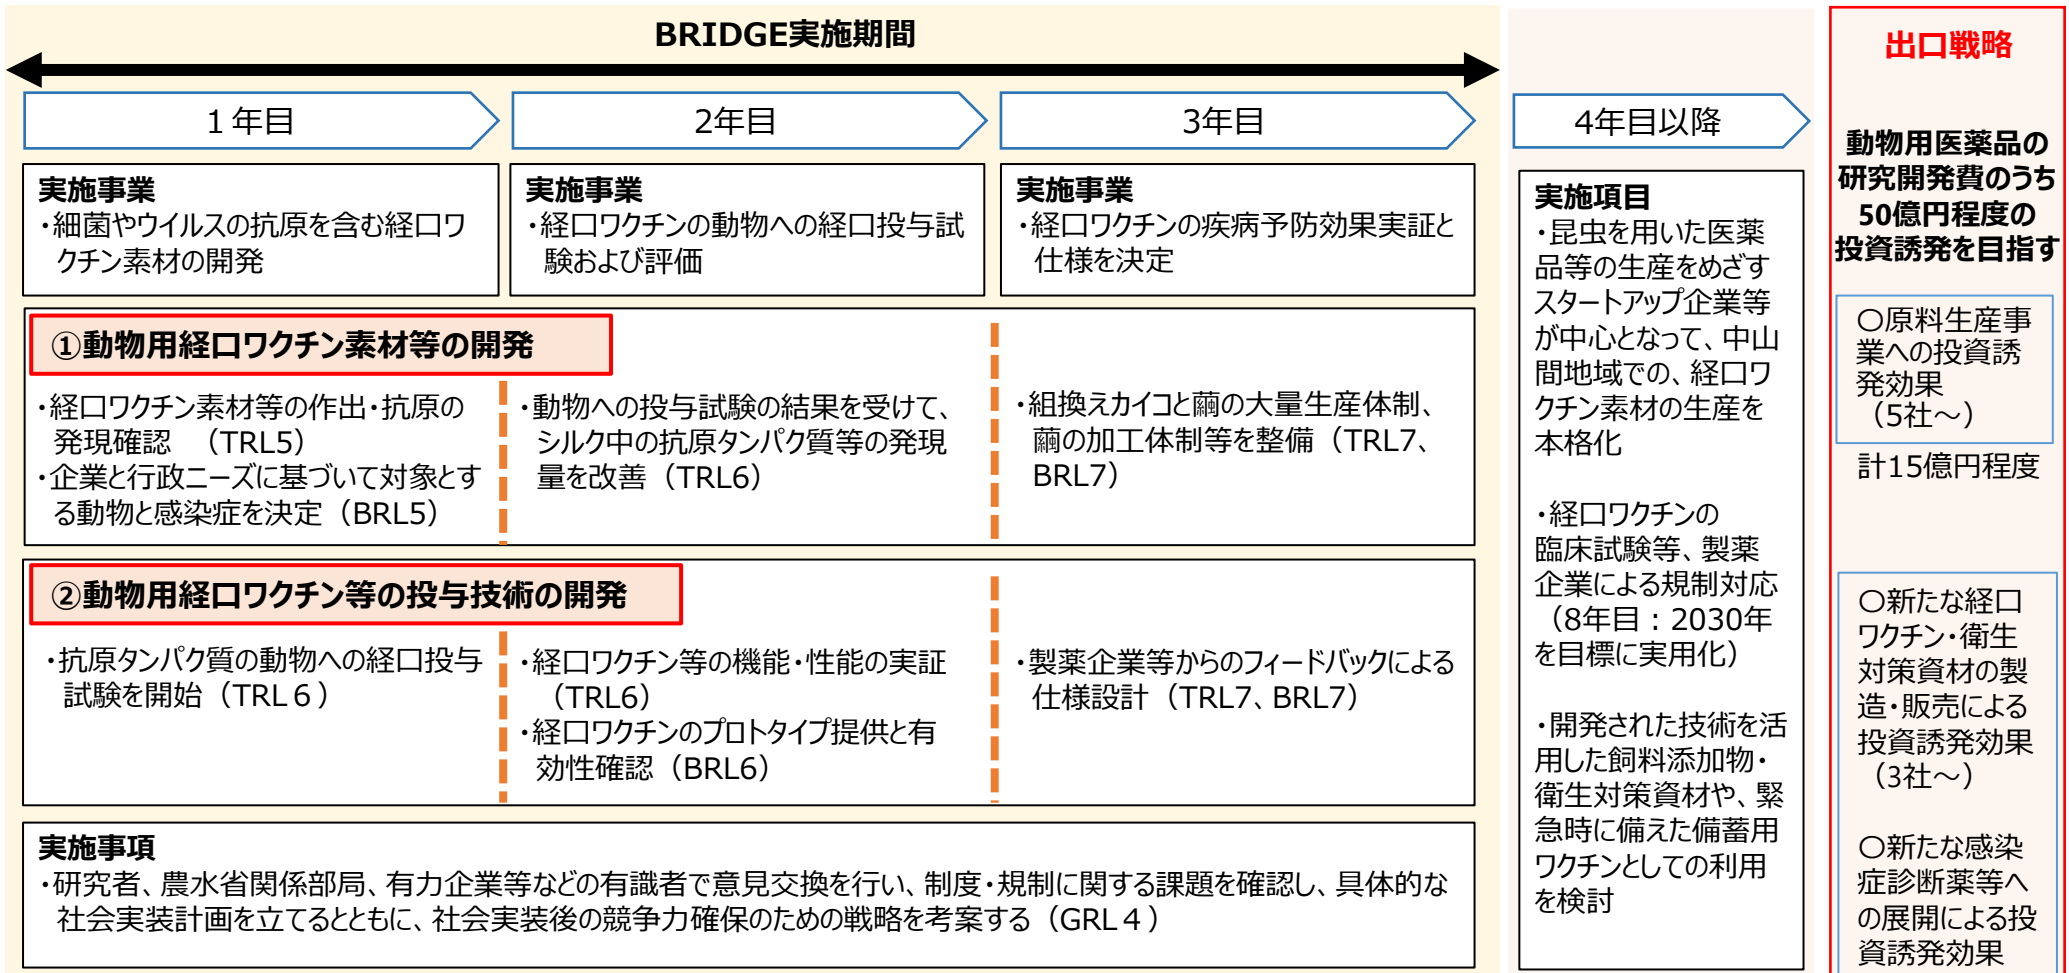 BRIDGE実施期間
１年目
2年目
3年目
4年目以降
実施事業
・細菌やウイルスの抗原を含む経口ワ
クチン素材の開発
実施事業
・経口ワクチンの動物への経口投与試
験および評価
実施事業
・経口ワクチンの疾病予防効果実証と
仕様を決定
①動物用経口ワクチン素材等の開発
・経口ワクチン素材等の作出・抗原の
発現確認　（TRL5）
・企業と行政ニーズに基づいて対象とす
る動物と感染症を決定（BRL5）
・動物への投与試験の結果を受けて、
シルク中の抗原タンパク質等の発現
量を改善（TRL6）
・組換えカイコと繭の大量生産体制、
繭の加工体制等を整備（TRL7、
BRL7）
②動物用経口ワクチン等の投与技術の開発
・抗原タンパク質の動物への経口投与
試験を開始（TRL６）
・経口ワクチン等の機能・性能の実証
（TRL6）
・経口ワクチンのプロトタイプ提供と有
効性確認（BRL6）
・製薬企業等からのフィードバックによる
仕様設計（TRL7、BRL7）
実施事項
・研究者、農水省関係部局、有力企業等などの有識者で意見交換を行い、制度・規制に関する課題を確認し、具体的な
社会実装計画を立てるとともに、社会実装後の競争力確保のための戦略を考案する（GRL４）
実施項目
・昆虫を用いた医薬
品等の生産をめざす
スタートアップ企業等
が中心となって、中山
間地域での、経口ワ
クチン素材の生産を
本格化
・経口ワクチンの
臨床試験等、製薬
企業による規制対応
（8年目：2030年
を目標に実用化）
・開発された技術を活
用した飼料添加物・
衛生対策資材や、緊
急時に備えた備蓄用
ワクチンとしての利用
を検討
出口戦略
動物用医薬品の
研究開発費のうち
50億円程度の
投資誘発を目指す
〇原料生産事
業への投資誘
発効果
（5社～）
計15億円程度
〇新たな経口
ワクチン・衛生
対策資材の製
造・販売による
投資誘発効果
（3社～）
〇新たな感染
症診断薬等へ
の展開による投
資誘発効果